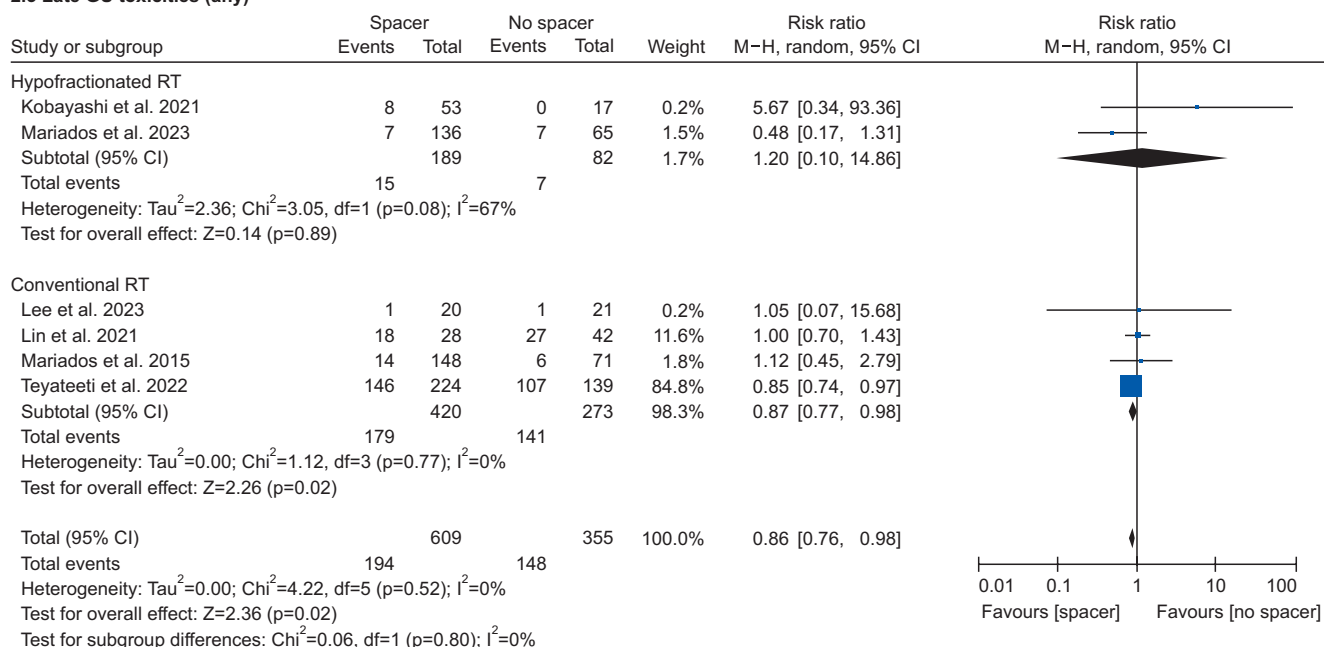 Spacer No spacer Risk ratio Risk ratio
Study or subgroup Events Total Events Total Weight M−H, random, 95% CI M−H, random, 95% CI
Hypofractionated RT
Kobayashi et al. 2021 8 53 0 17 0.2% 5.67 [0.34, 93.36]
Mariados et al. 2023 7 136 7 65 1.5% 0.48 [0.17, 1.31]
Subtotal (95% CI) 189 82 1.7% 1.20 [0.10, 14.86]
Total events 15 7
Heterogeneity: Tau²=2.36; Chi²=3.05, df=1 (p=0.08); I²=67%
Test for overall effect: Z=0.14 (p=0.89)
Conventional RT
Lee et al. 2023 1 20 1 21 0.2% 1.05 [0.07, 15.68]
Lin et al. 2021 18 28 27 42 11.6% 1.00 [0.70, 1.43]
Mariados et al. 2015 14 148 6 71 1.8% 1.12 [0.45, 2.79]
Teyateeti et al. 2022 146 224 107 139 84.8% 0.85 [0.74, 0.97]
Subtotal (95% CI) 420 273 98.3% 0.87 [0.77, 0.98]
Total events 179 141
Heterogeneity: Tau²=0.00; Chi²=1.12, df=3 (p=0.77); I²=0%
Test for overall effect: Z=2.26 (p=0.02)
Total (95% CI) 609 355 100.0% 0.86 [0.76, 0.98]
Total events 194 148
Heterogeneity: Tau²=0.00; Chi²=4.22, df=5 (p=0.52); I²=0%
Test for overall effect: Z=2.36 (p=0.02)
Test for subgroup differences: Chi²=0.06, df=1 (p=0.80); I²=0%
0.01 0.1 1 10 100
Favours [spacer] Favours [no spacer]